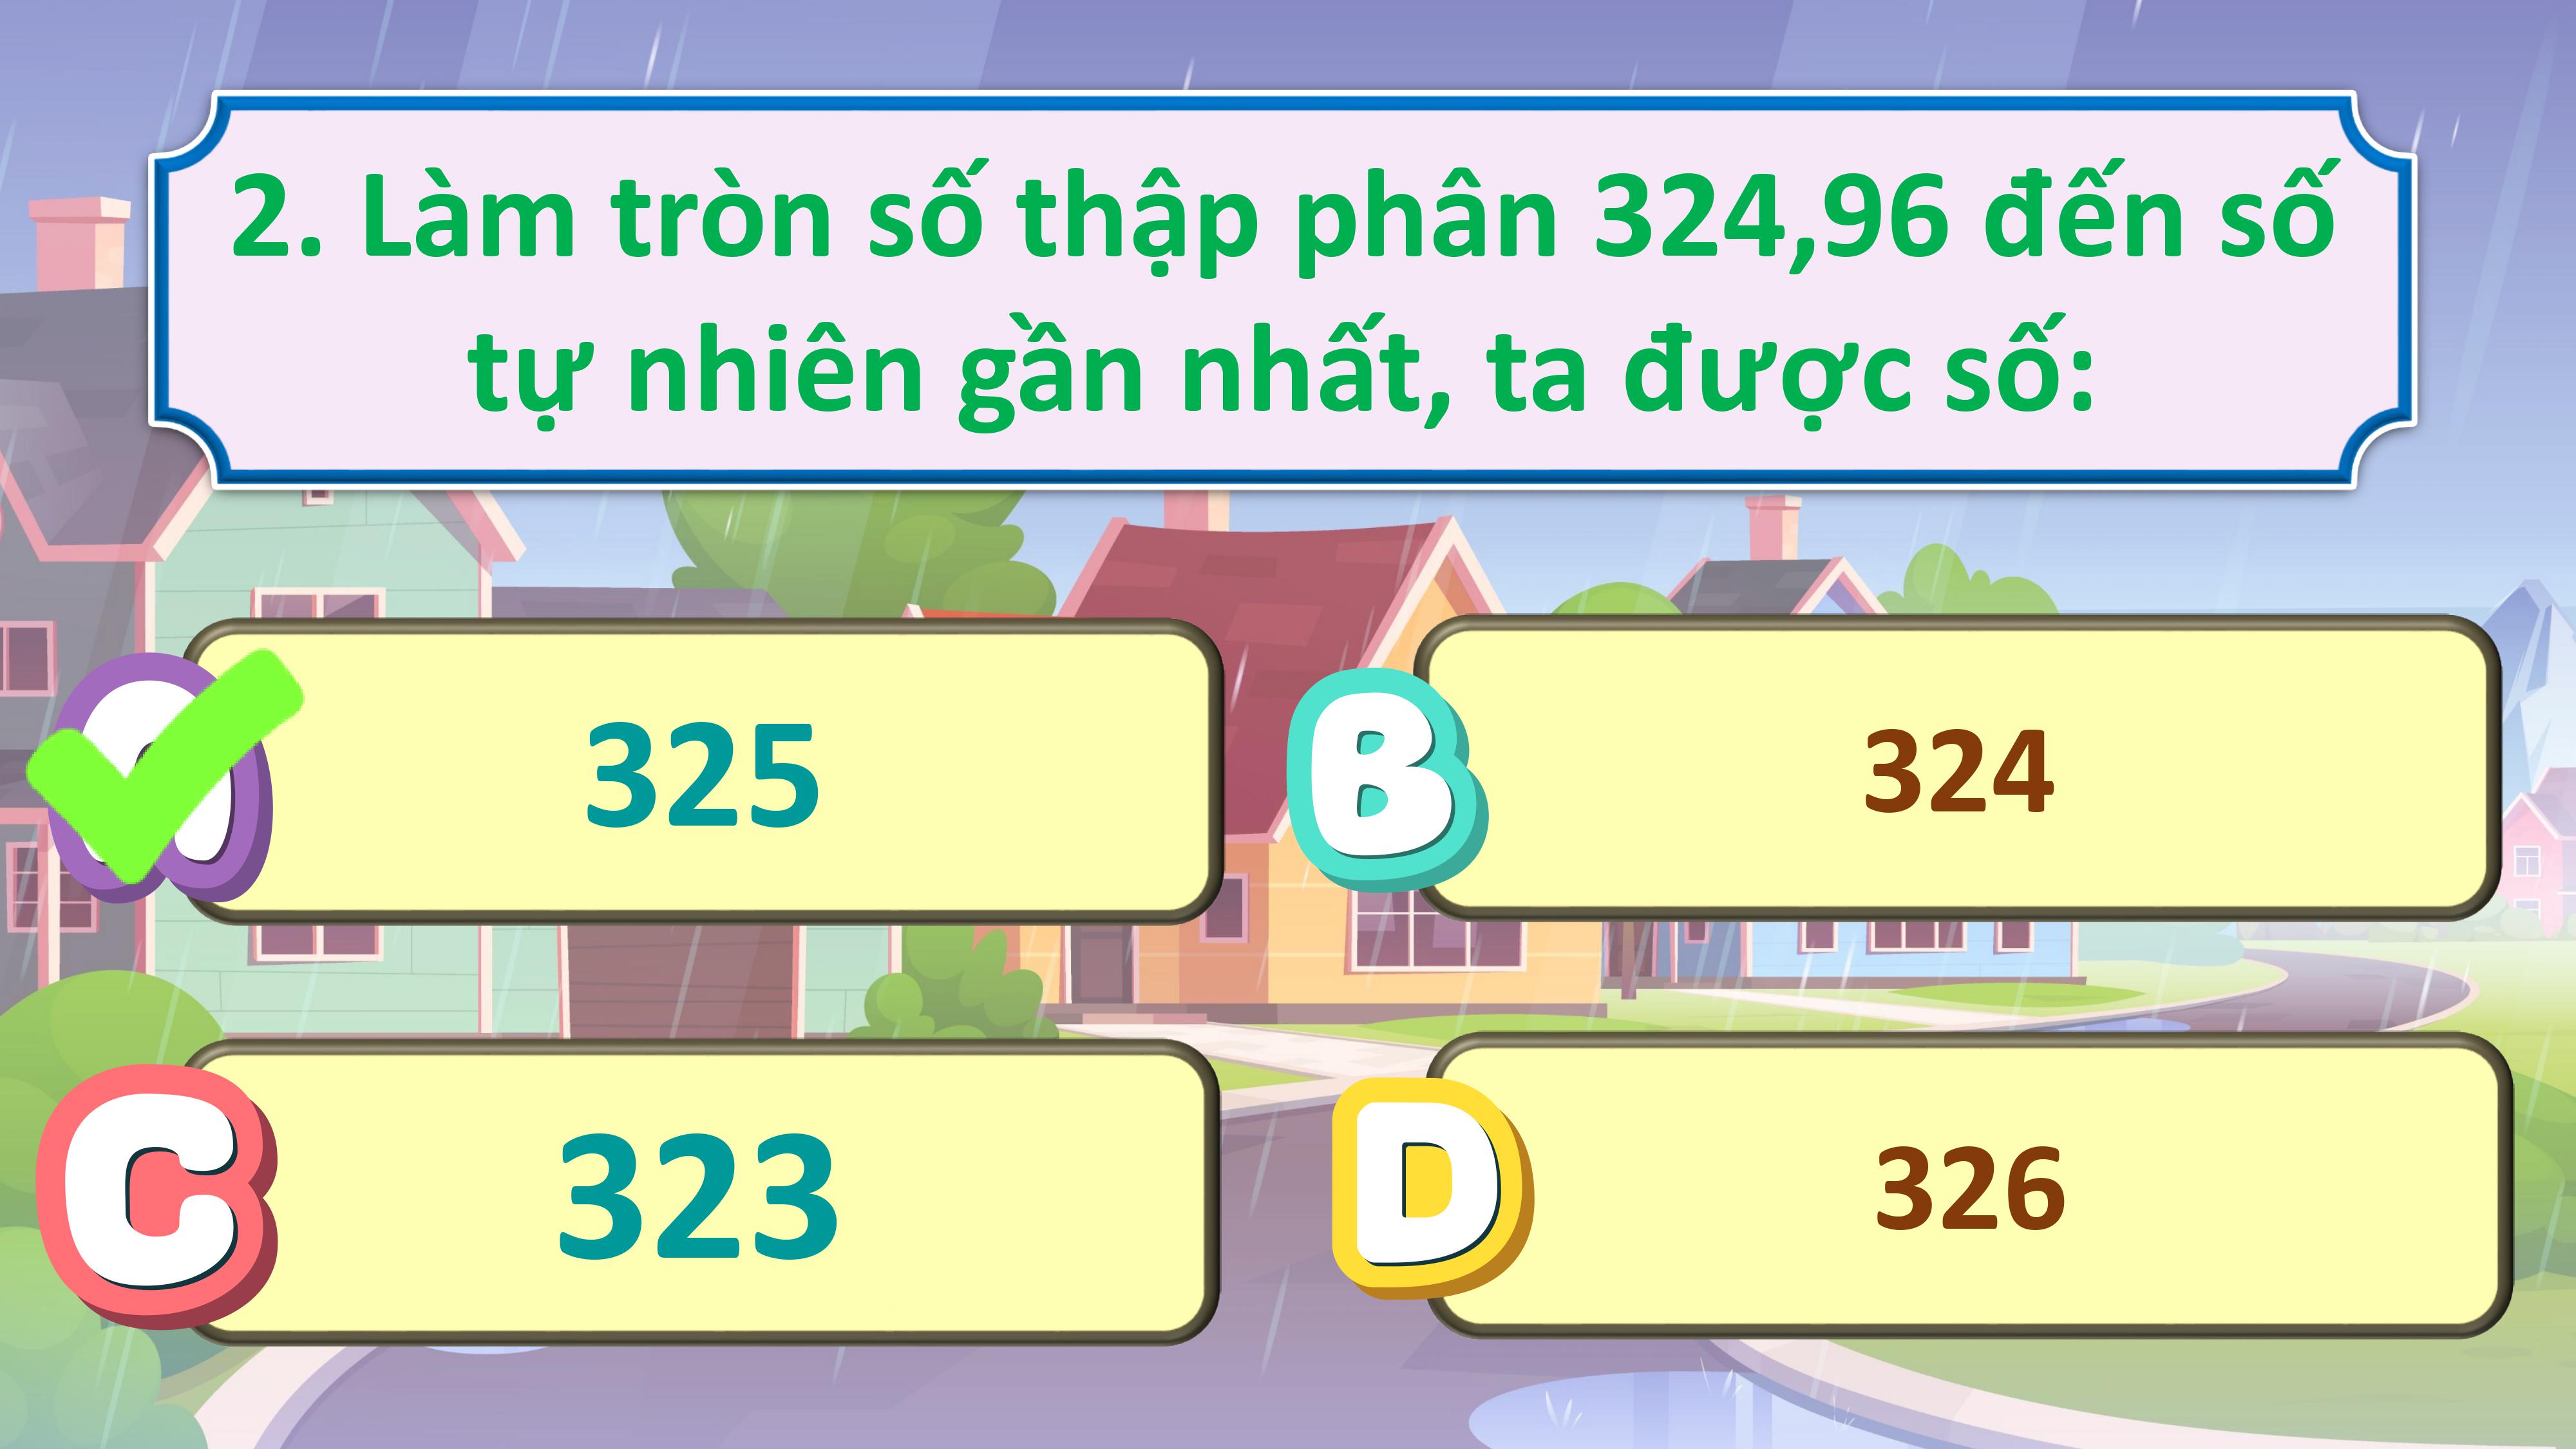 2. Làm tròn số thập phân 324,96 đến số
tự nhiên gần nhất, ta được số:
A
325
B
324
C
323
D
326